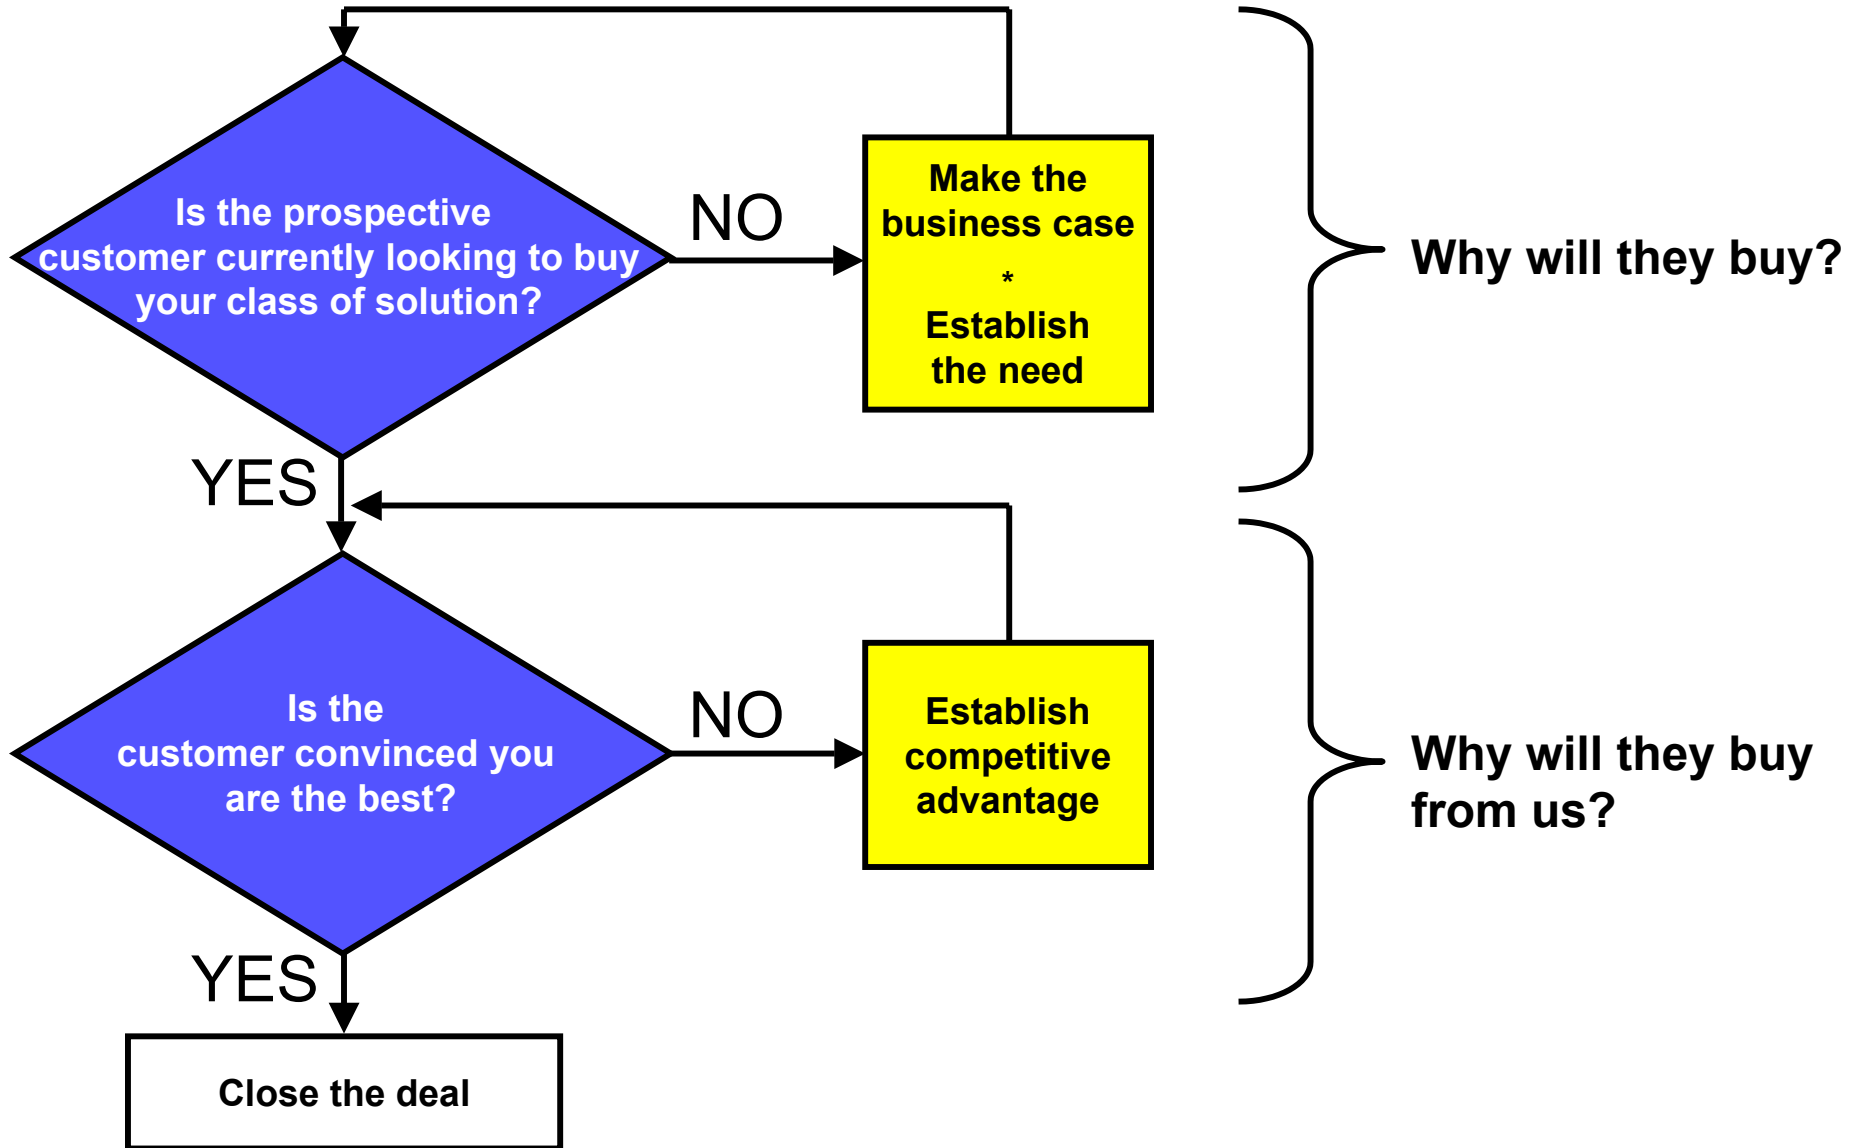 Is the prospective
customer currently looking to buy
your class of solution?
NO
Make the
business case
*
Establish
the need
Why will they buy?
YES
Is the
customer convinced you
are the best?
NO
Establish
competitive
advantage
Why will they buy
from us?
YES
Close the deal